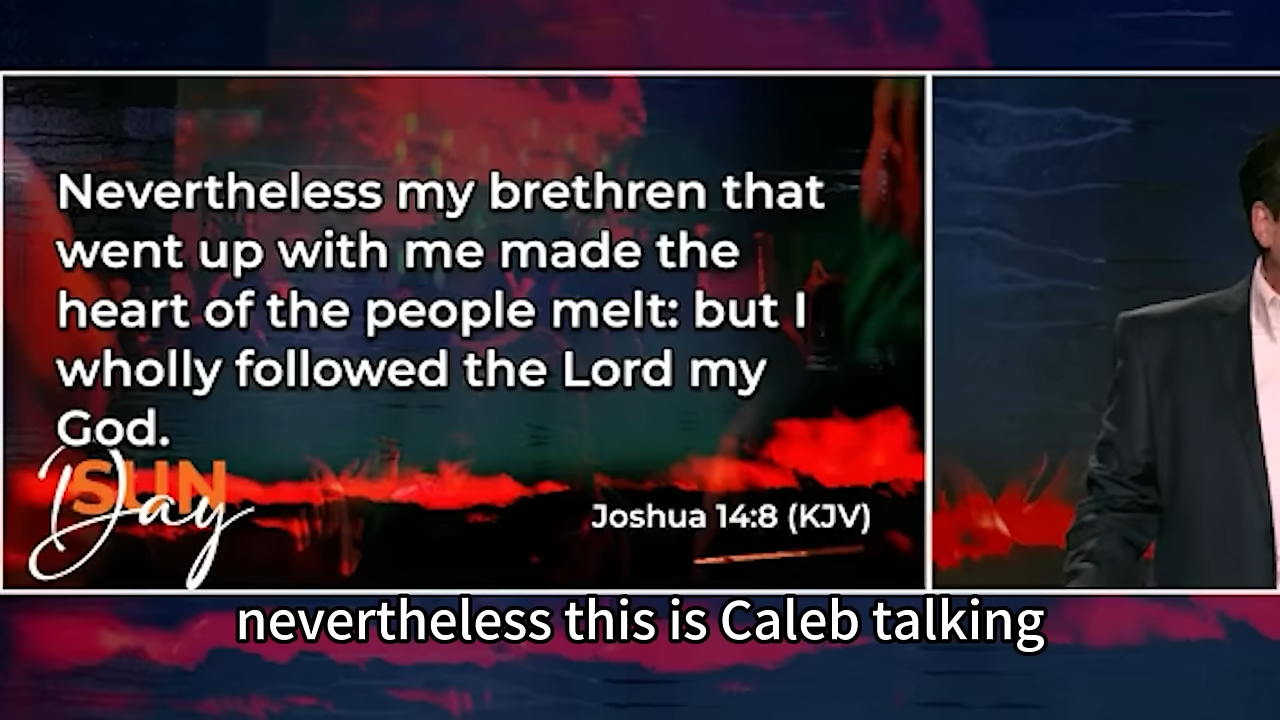 Nevertheless my brethren that
went up with me made the
heart of the people melt: but I
wholly followed the Lord my
God.
SUN
Day
Joshua 14:8 (KJV)
nevertheless this is Caleb talking